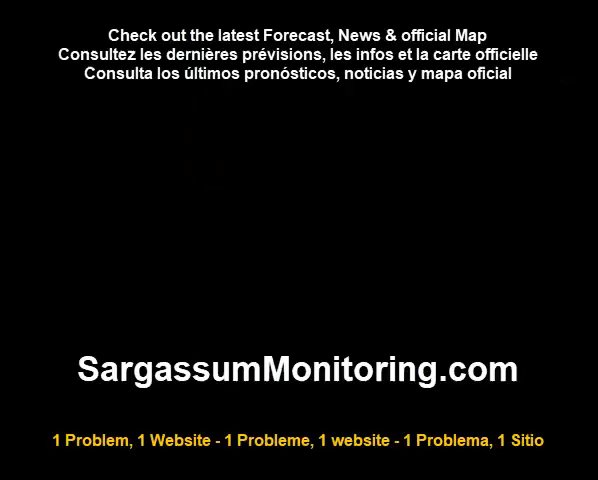 Check out the latest Forecast, News & official Map
Consultez les dernières prévisions, les infos et la carte officielle
Consulta los últimos pronósticos, noticias y mapa oficial
SargassumMonitoring.com
1 Problem, 1 Website - 1 Probleme, 1 website - 1 Problema, 1 Sitio